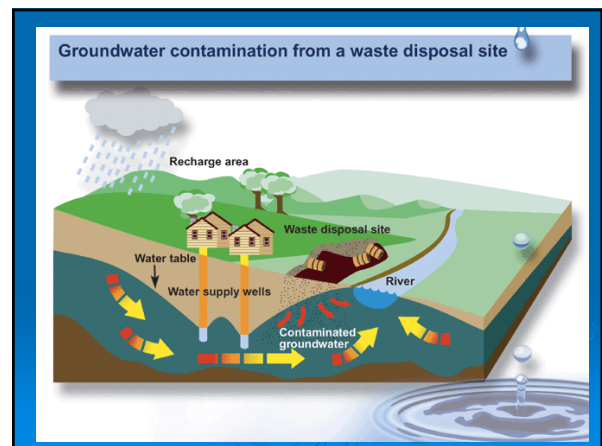 Groundwater contamination from a waste disposal site
Recharge area
Waste disposal site
Water table
Water supply wells
River
Contaminated
groundwater